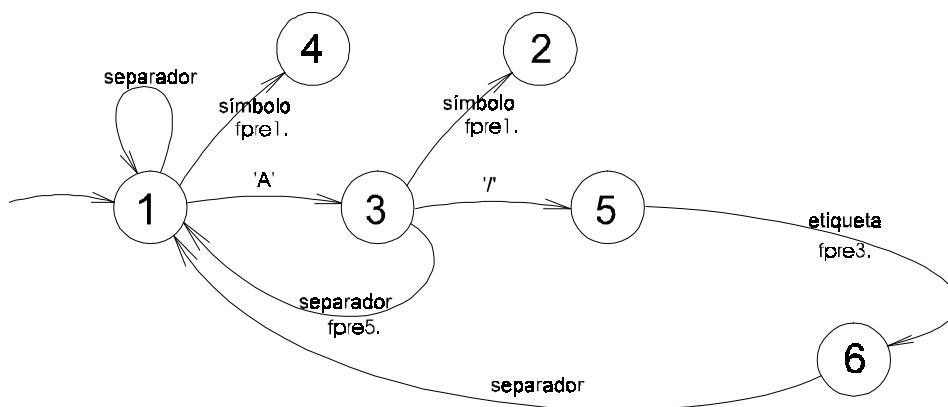 4
2
separador
símbolo
fpre1.
símbolo
fpre1.
'A'
'/'
1
3
5
etiqueta
fpre3.
separador
fpre5.
6
separador